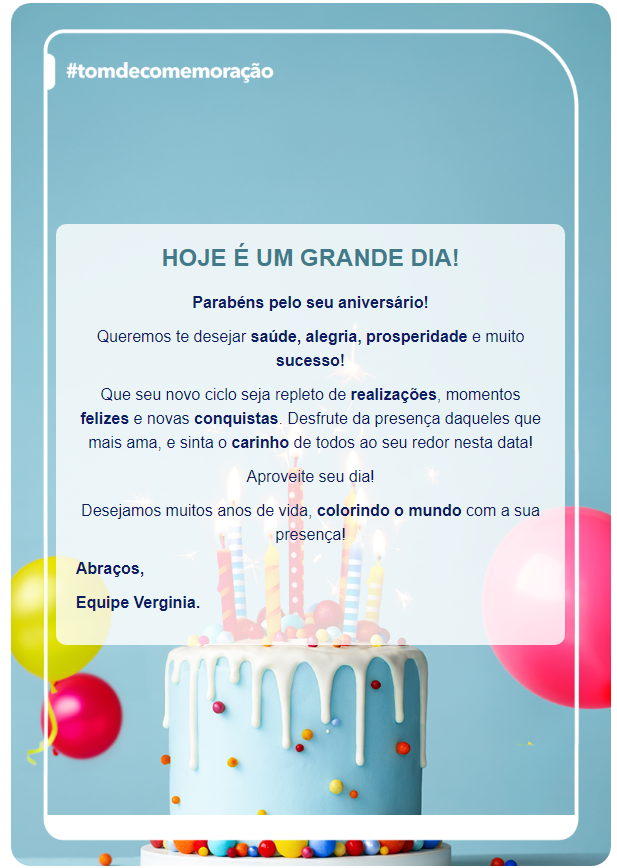 #tomdecomemoração
HOJE É UM GRANDE DIA!
Parabéns pelo seu aniversário!
Queremos te desejar saúde, alegria, prosperidade e muito
sucesso!
Que seu novo ciclo seja repleto de realizações, momentos
felizes e novas conquistas. Desfrute da presença daqueles que
mais ama, e sinta o carinho de todos ao seu redor nesta data!
Aproveite seu dia!
Desejamos muitos anos de vida, colorindo o mundo com a sua
presença!
Abraços,
Equipe Verginia.